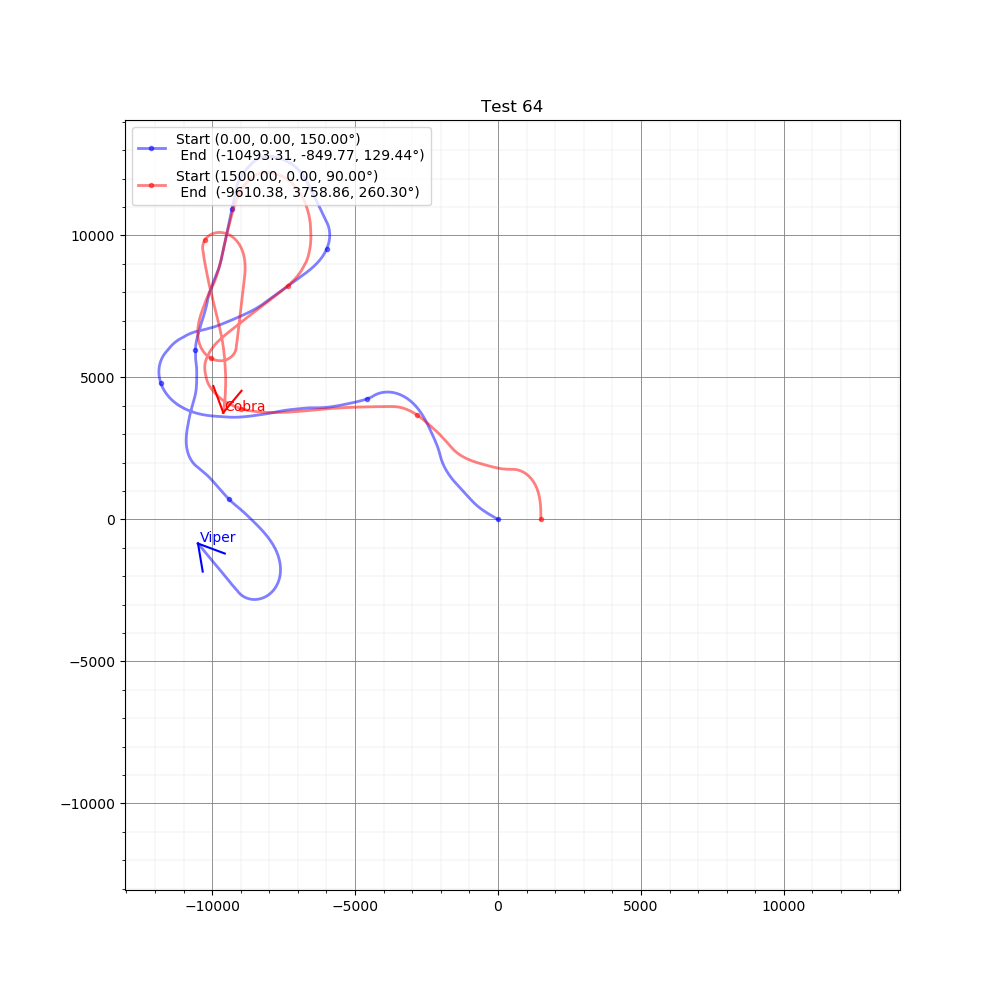 Test 64
Start (0.00, 0.00, 150.00°)
End (-10493.31, -849.77, 129.44°)
Start (1500.00, 0.00, 90.00°)
End (-9610.38, 3758.86, 260.30°)
10000
5000
Cobra
0
Viper
−5000
−10000
−10000
−5000
0
5000
10000